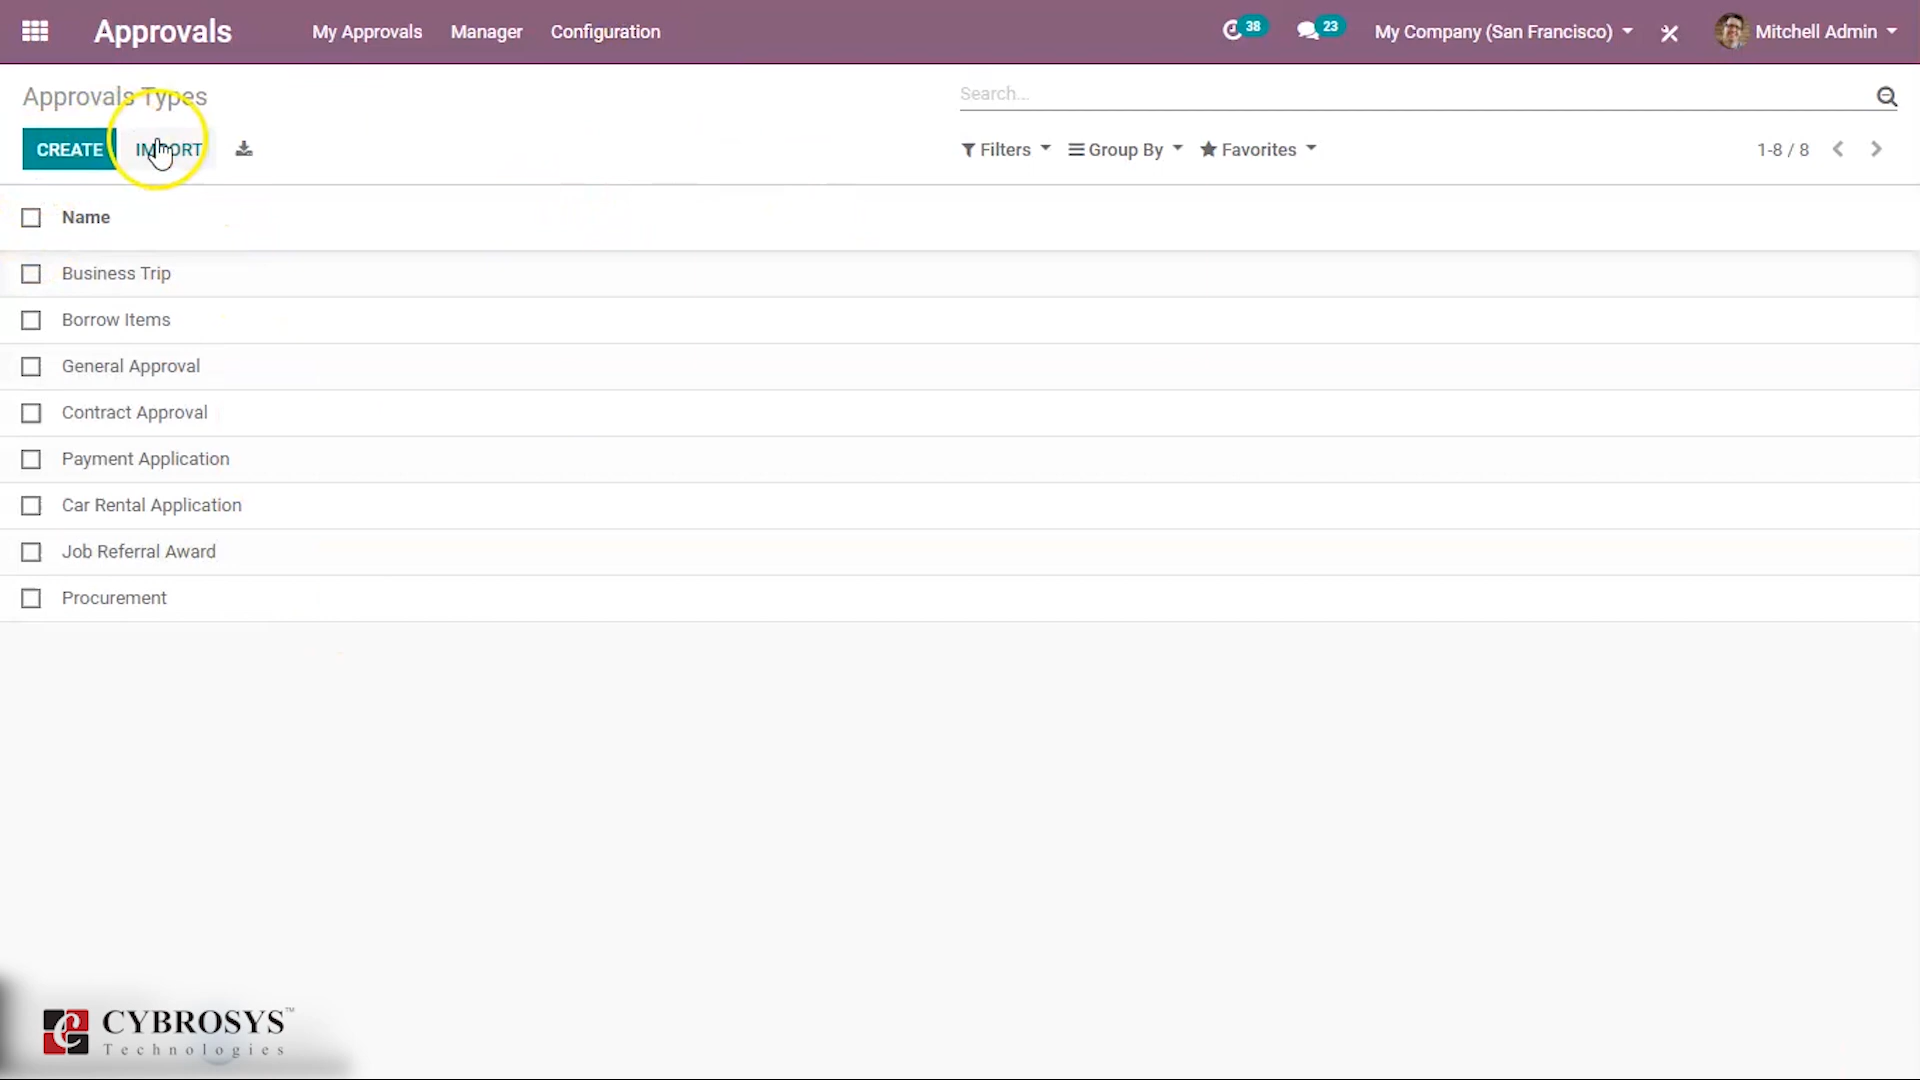 Approvals My Approvals Manager Configuration 38 23 My Company (San Francisco) Mitchell Admin
Approvals Types Search...
CREATE IMPORT Filters Group By Favorites 1-8 / 8
Name
Business Trip
Borrow Items
General Approval
Contract Approval
Payment Application
Car Rental Application
Job Referral Award
Procurement
CYBROSYS™
Technologies